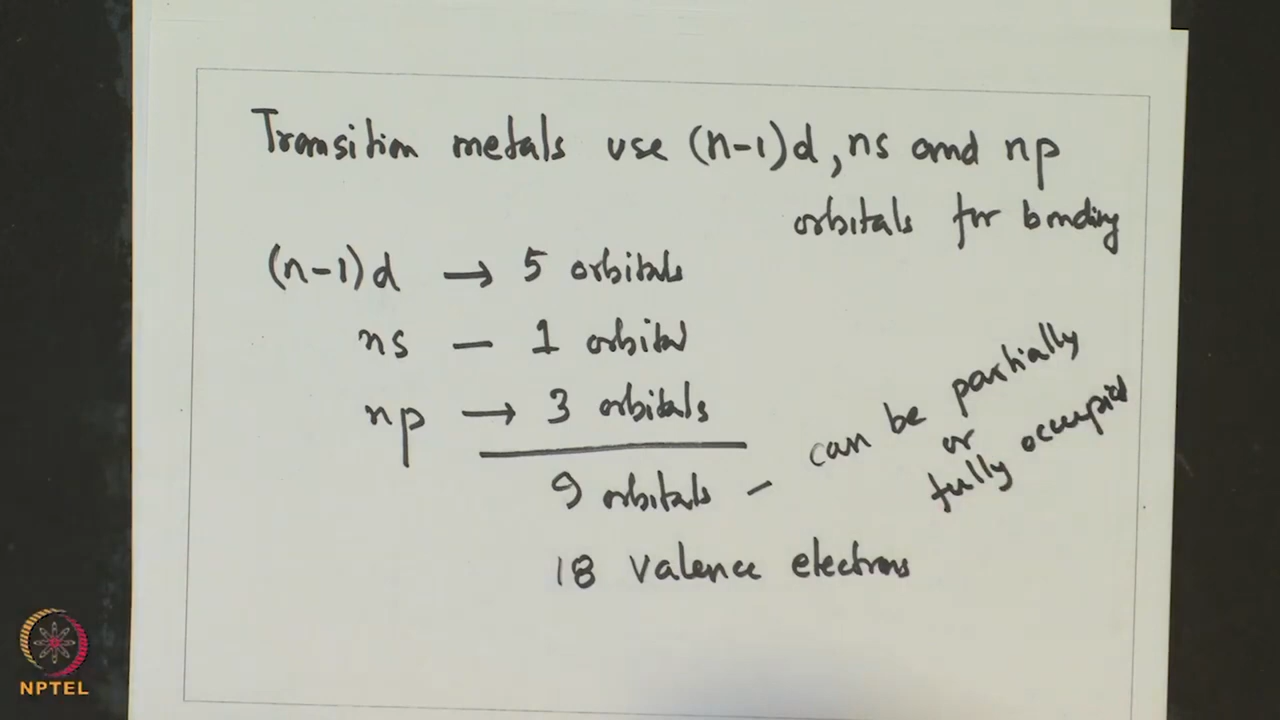 Transition metals use (n-1)d, ns and np
orbitals for bonding
(n-1)d → 5 orbitals
ns — 1 orbital
np → 3 orbitals
9 orbitals — can be partially
or
fully occupied
18 valence electrons
NPTEL